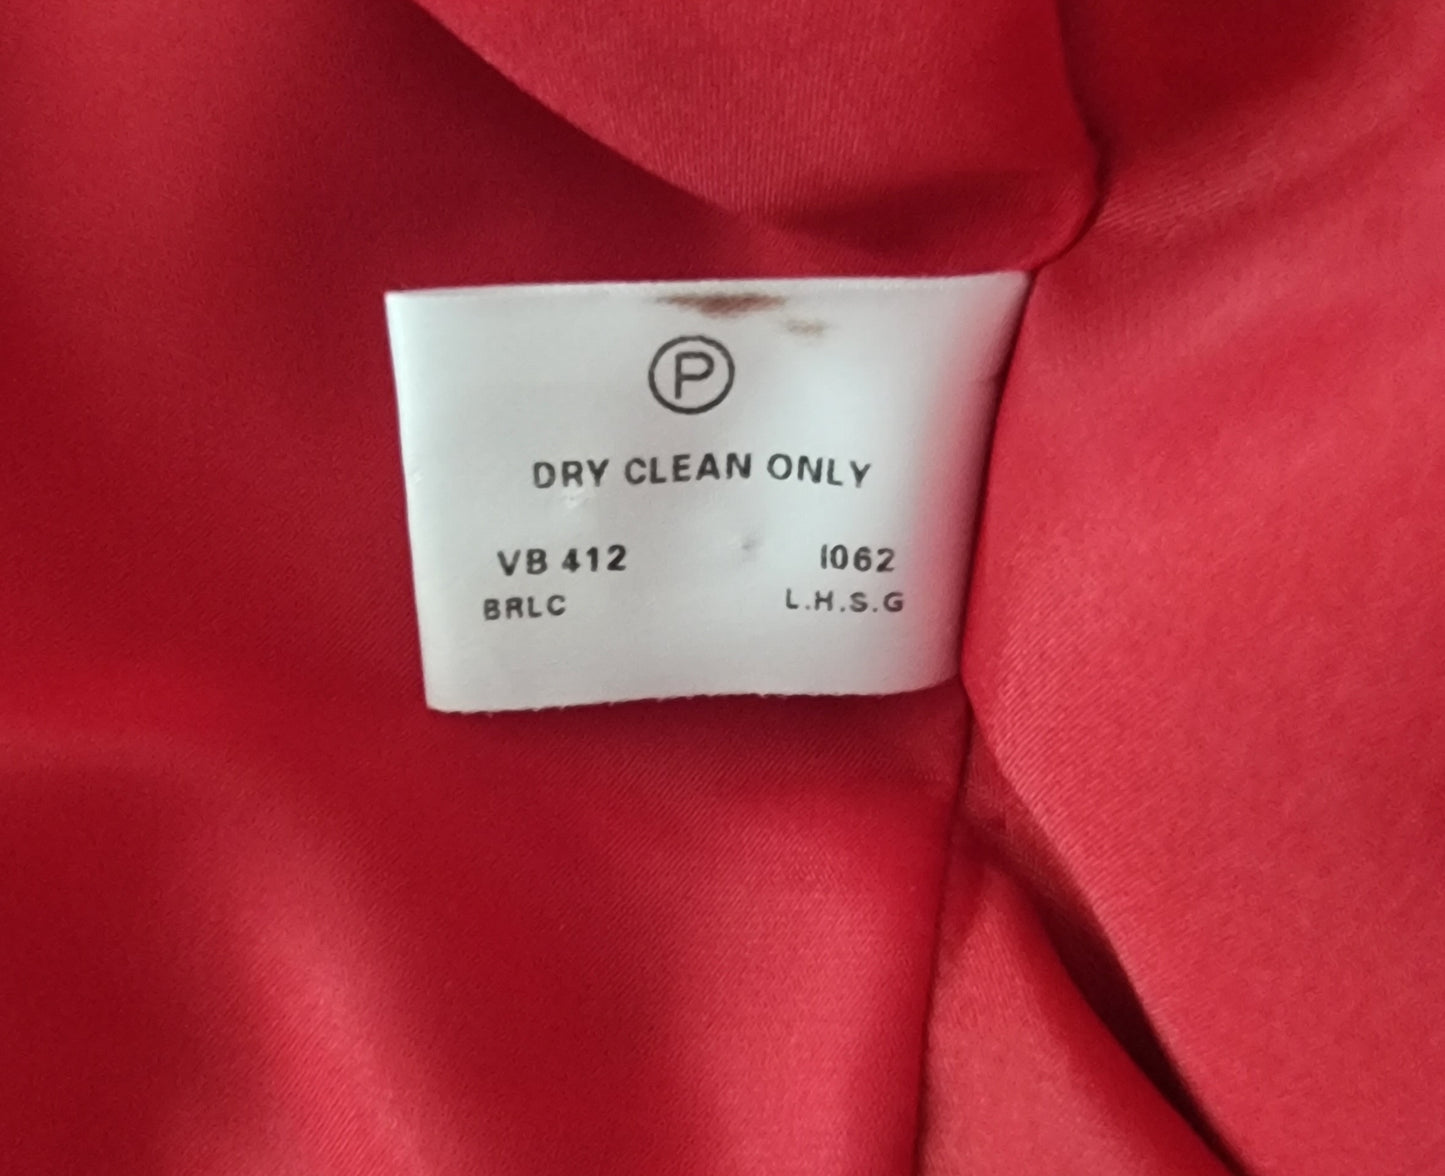 P
DRY CLEAN ONLY
VB 412 1062
BRLC L.H.S.G